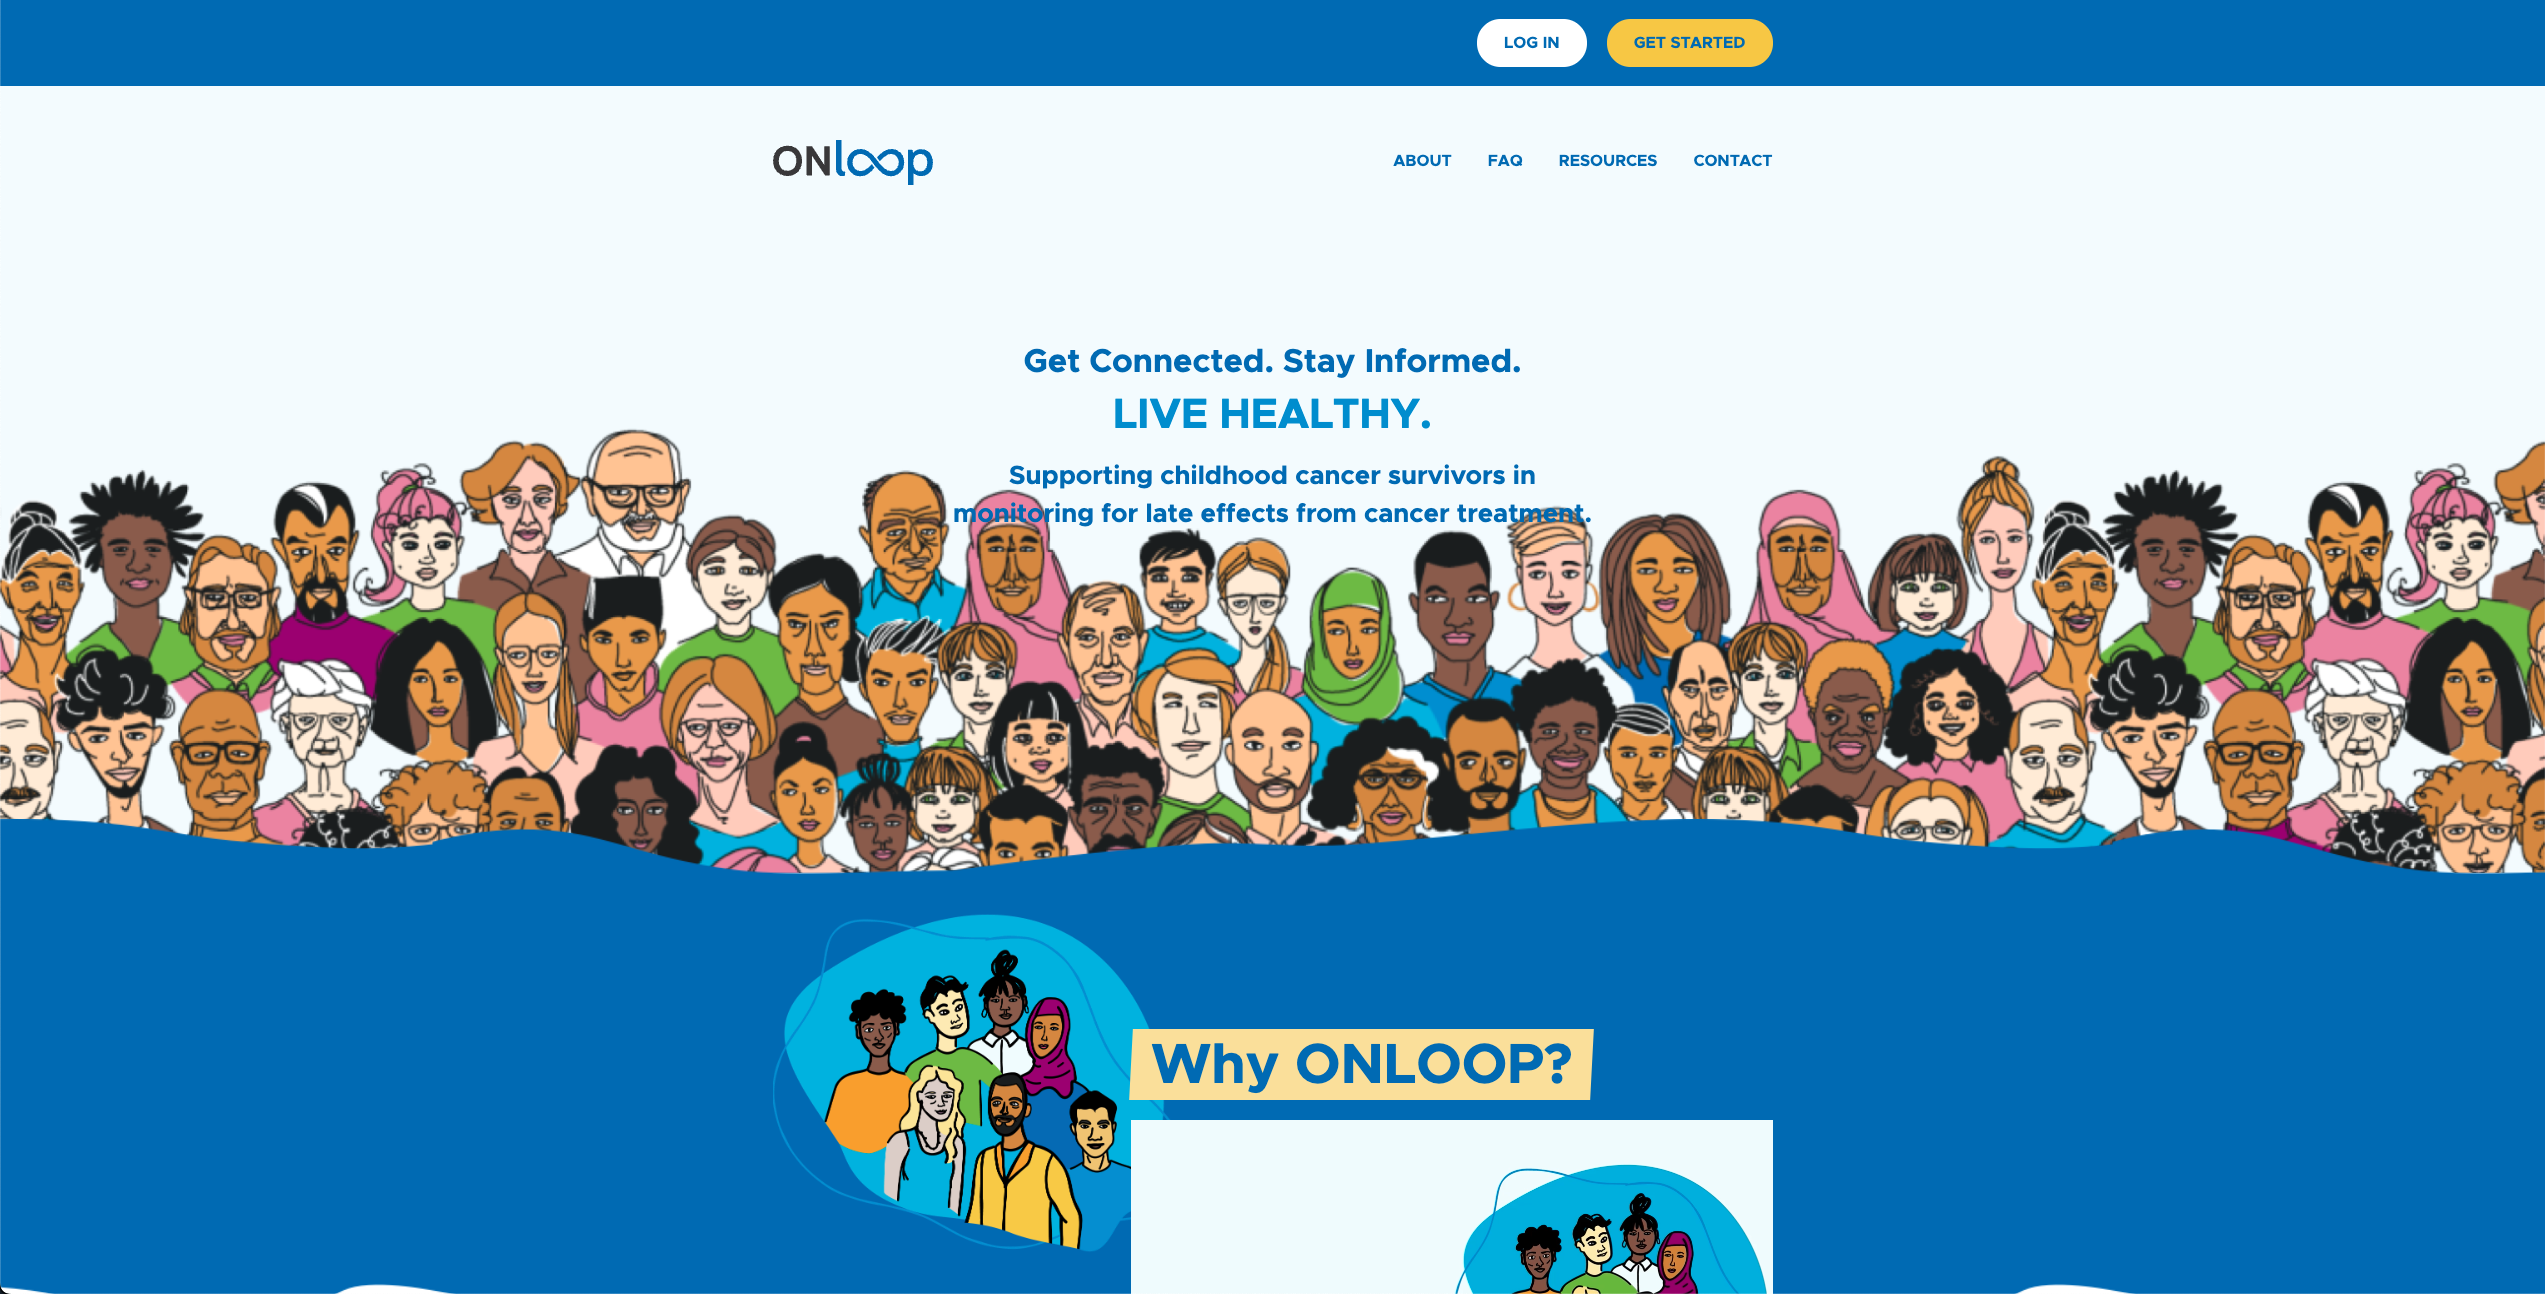 LOG IN
GET STARTED
ONloop
ABOUT
FAQ
RESOURCES
CONTACT
Get Connected. Stay Informed.
LIVE HEALTHY.
Supporting childhood cancer survivors in
monitoring for late effects from cancer treatment.
Why ONLOOP?